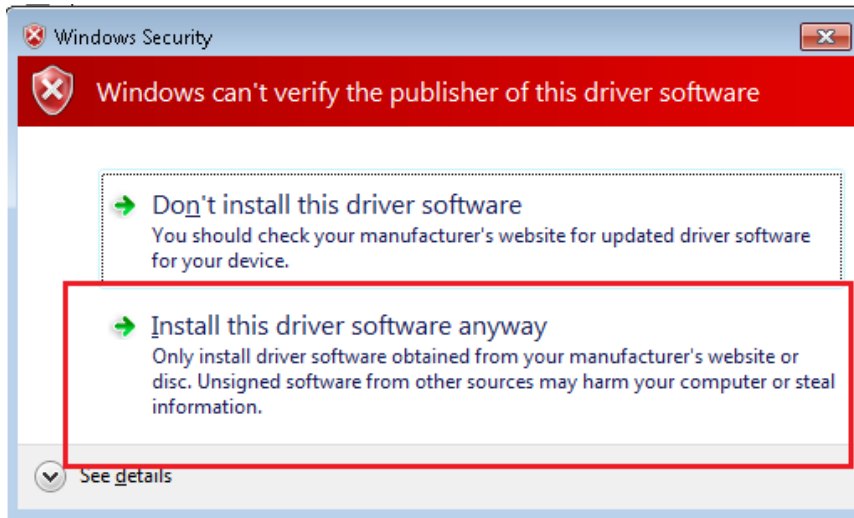 Windows Security
Windows can't verify the publisher of this driver software
Don't install this driver software
You should check your manufacturer's website for updated driver software
for your device.
Install this driver software anyway
Only install driver software obtained from your manufacturer's website or
disc. Unsigned software from other sources may harm your computer or steal
information.
See details